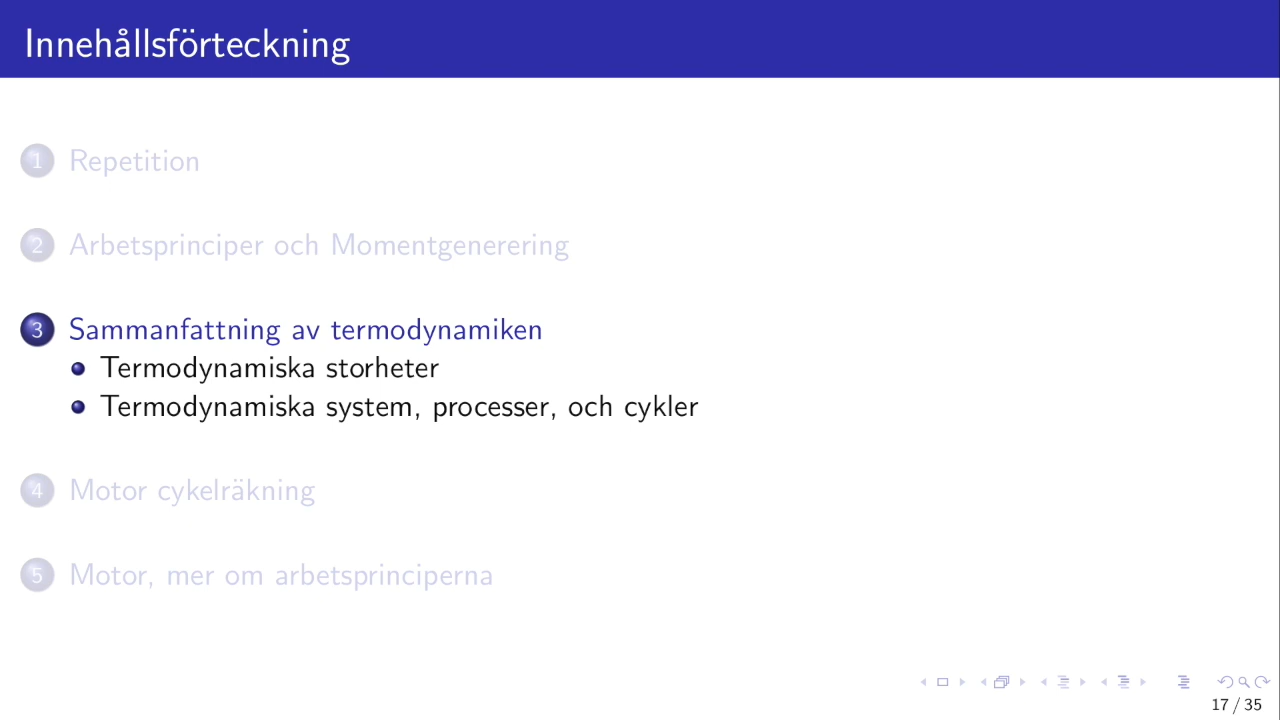 Innehållsförteckning
1 Repetition
2 Arbetsprinciper och Momentgenerering
3 Sammanfattning av termodynamiken
Termodynamiska storheter
Termodynamiska system, processer, och cykler
4 Motor cykelräkning
5 Motor, mer om arbetsprinciperna
17 / 35